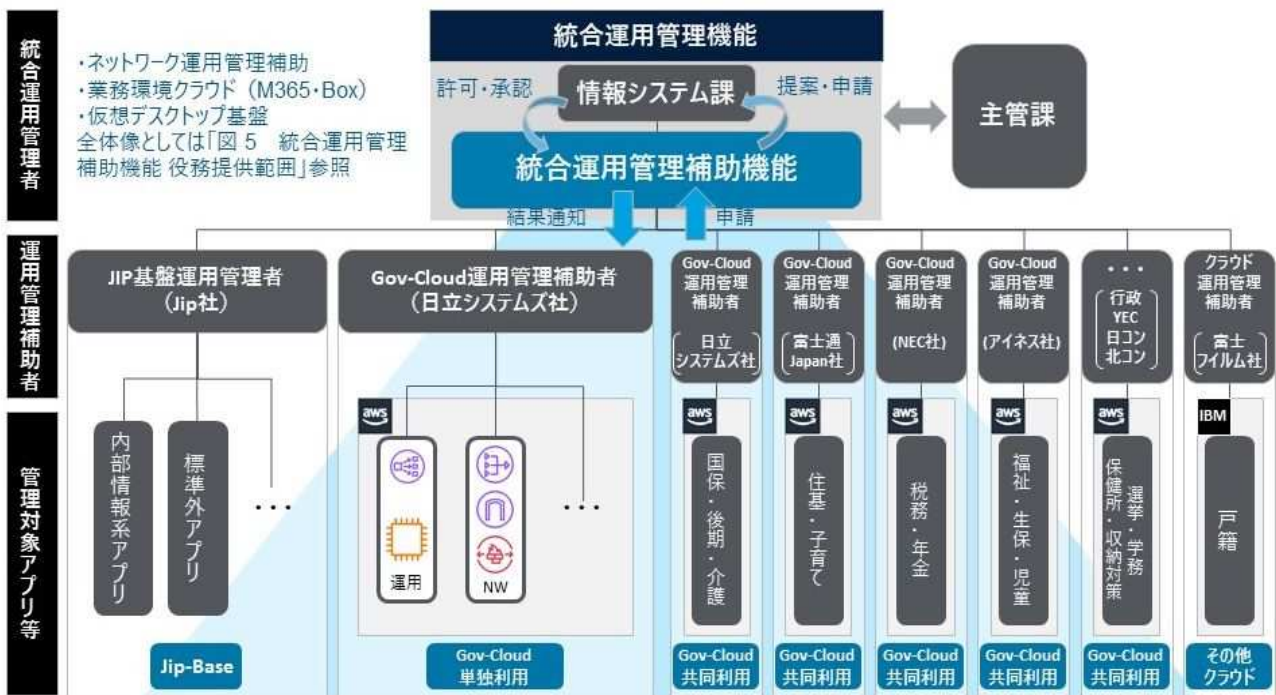 統合運用管理者
・ネットワーク運用管理補助
・業務環境クラウド（M365・Box）
・仮想デスクトップ基盤
全体像としては「図 5　統合運用管理
補助機能 役務提供範囲」参照
統合運用管理機能
許可・承認
情報システム課
提案・申請
統合運用管理補助機能
主管課
結果通知
申請
運用管理補助者
JIP基盤運用管理者
（Jip社）
Gov-Cloud運用管理補助者
（日立システムズ社）
Gov-Cloud
運用管理
補助者
日立
システムズ社
Gov-Cloud
運用管理
補助者
富士通
Japan社
Gov-Cloud
運用管理
補助者
(NEC社)
Gov-Cloud
運用管理
補助者
(アイネス社)
・・・
行政
YEC
日コン
北コン
クラウド
運用管理
補助者
富士
フイルム社
管理対象アプリ等
内部情報系アプリ
標準外アプリ
・・・
aws
運用
NW
・・・
aws
国保・後期・介護
aws
住基・子育て
aws
税務・年金
aws
福祉・生保・児童
aws
選挙・学務
保健所・収納対策
IBM
戸籍
Jip-Base
Gov-Cloud
単独利用
Gov-Cloud
共同利用
Gov-Cloud
共同利用
Gov-Cloud
共同利用
Gov-Cloud
共同利用
Gov-Cloud
共同利用
その他
クラウド